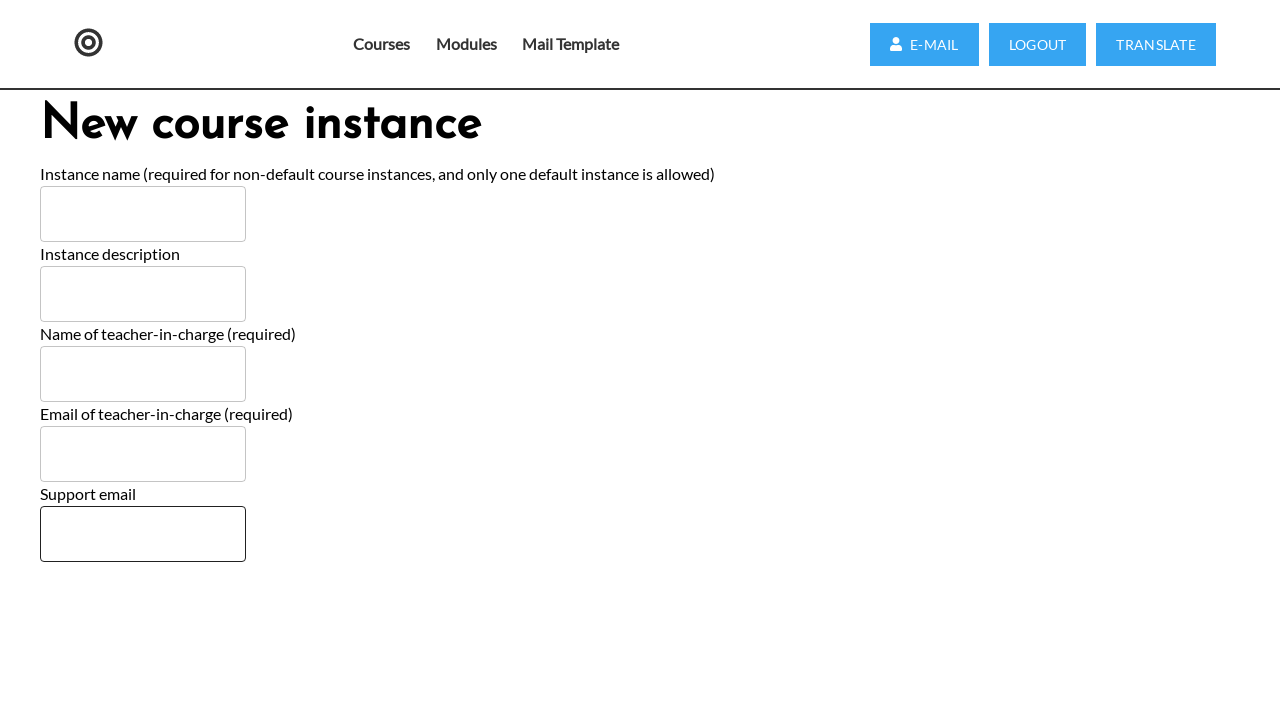 Courses Modules Mail Template E-MAIL LOGOUT TRANSLATE
New course instance
Instance name (required for non-default course instances, and only one default instance is allowed)
Instance description
Name of teacher-in-charge (required)
Email of teacher-in-charge (required)
Support email